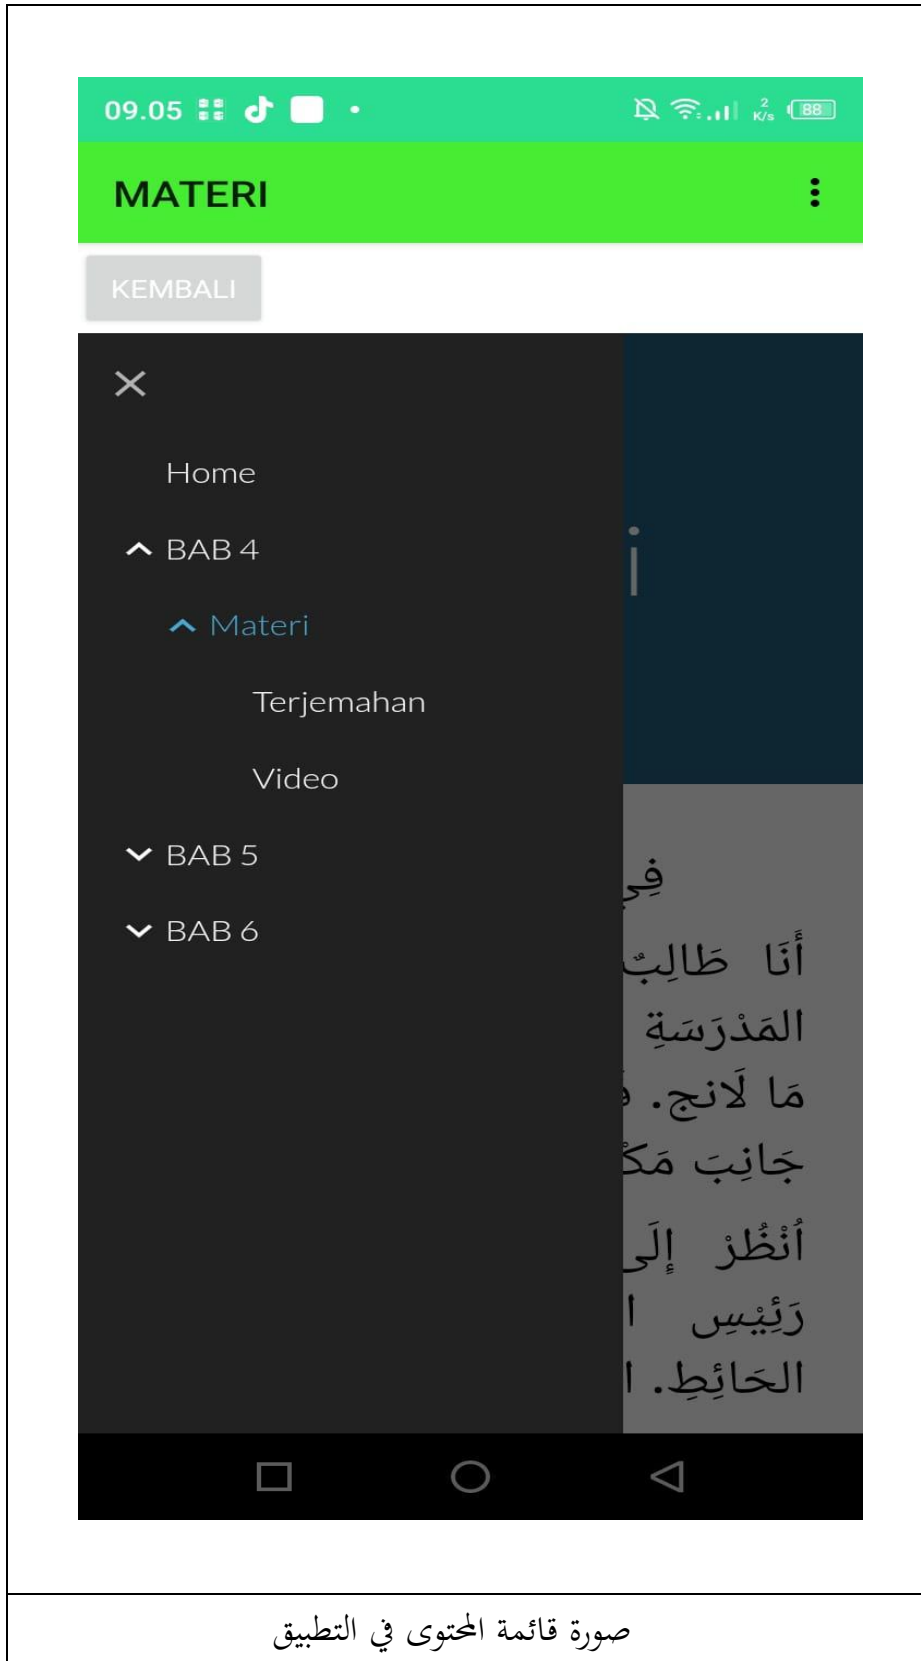 09.05
2
K/s
88
MATERI
KEMBALI
Home
BAB 4
Materi
Terjemahan
Video
BAB 5
BAB 6
i
فِي
أَنَا طَالِبٌ
المَدْرَسَةِ
مَا لَانج.
جَانِبَ
اُنْظُرْ إِلَى
رَئِيْسِ ا
الحَائِطِ. ا
صورة قائمة المحتوى في التطبيق